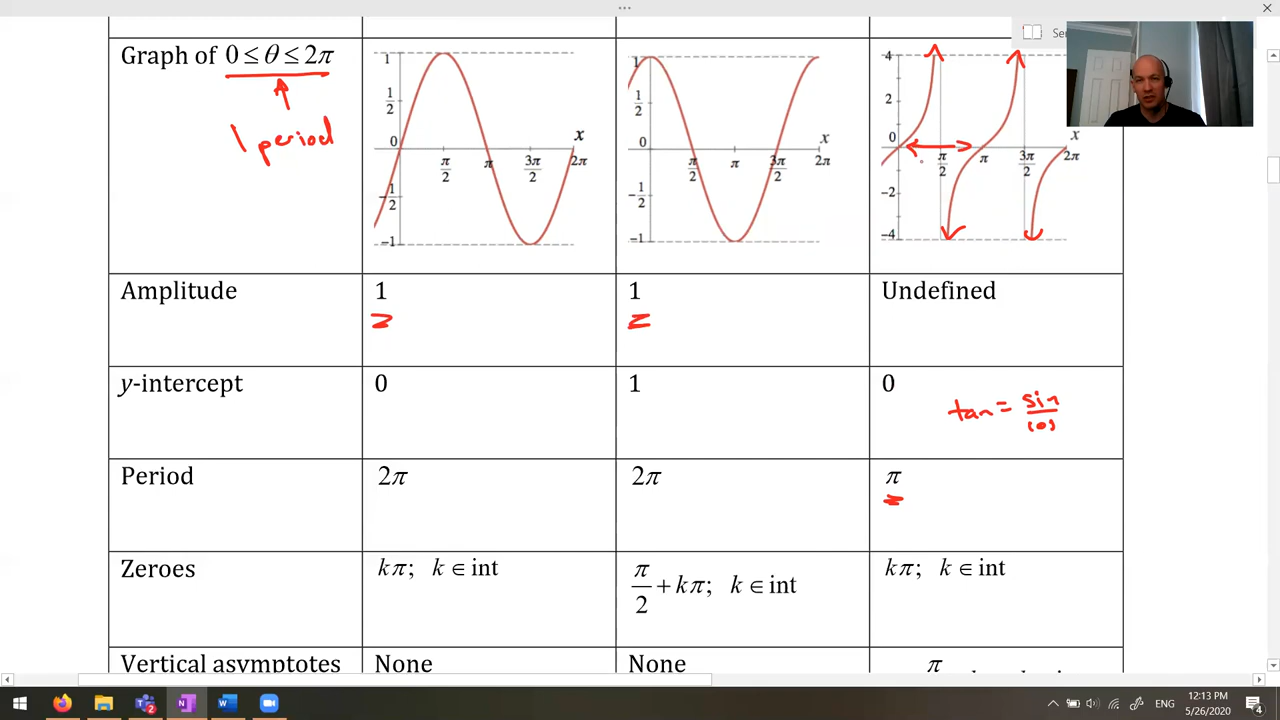 Graph of 0 ≤ θ ≤ 2π
1 period
1
1/2
0
-1/2
-1
π/2
π
3π/2
2π
x
1
1/2
0
-1/2
-1
π/2
π
3π/2
2π
x
4
2
0
-2
-4
π/2
π
3π/2
2π
x
Amplitude 1 1 Undefined
y-intercept 0 1 0
tan = sin/cos
Period 2π 2π π
Zeroes kπ; k ∈ int π/2 + kπ; k ∈ int kπ; k ∈ int
Vertical asymptotes None None π
ENG
12:13 PM
5/26/2020
4